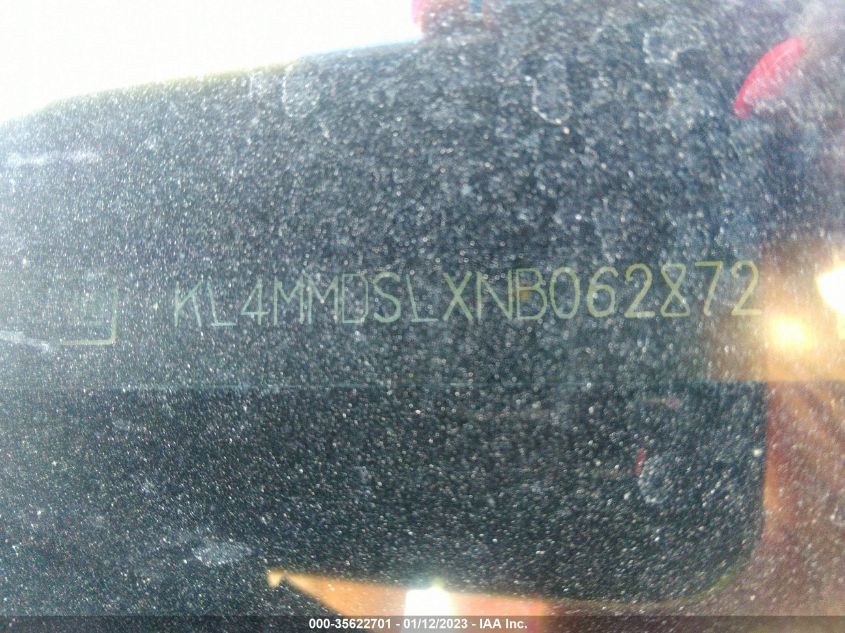 KL4MMDSLXNB062872
000-35622701 - 01/12/2023 - IAA Inc.